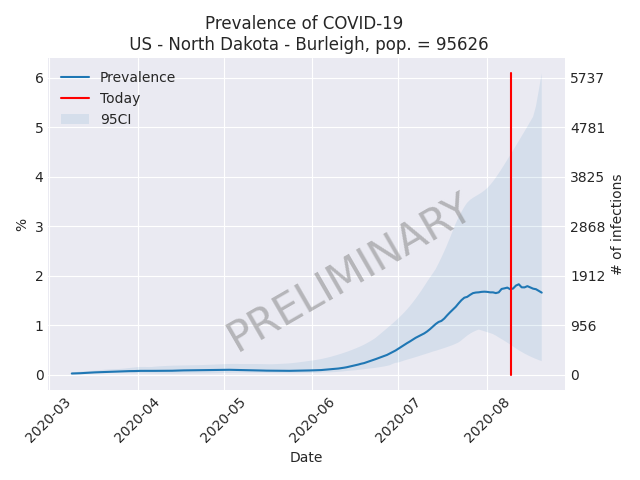 Prevalence of COVID-19
US - North Dakota - Burleigh, pop. = 95626
Prevalence
Today
95CI
PRELIMINARY
%
6
5
4
3
2
1
0
5737
4781
3825
2868
1912
956
0
# of infections
2020-03
2020-04
2020-05
2020-06
2020-07
2020-08
Date